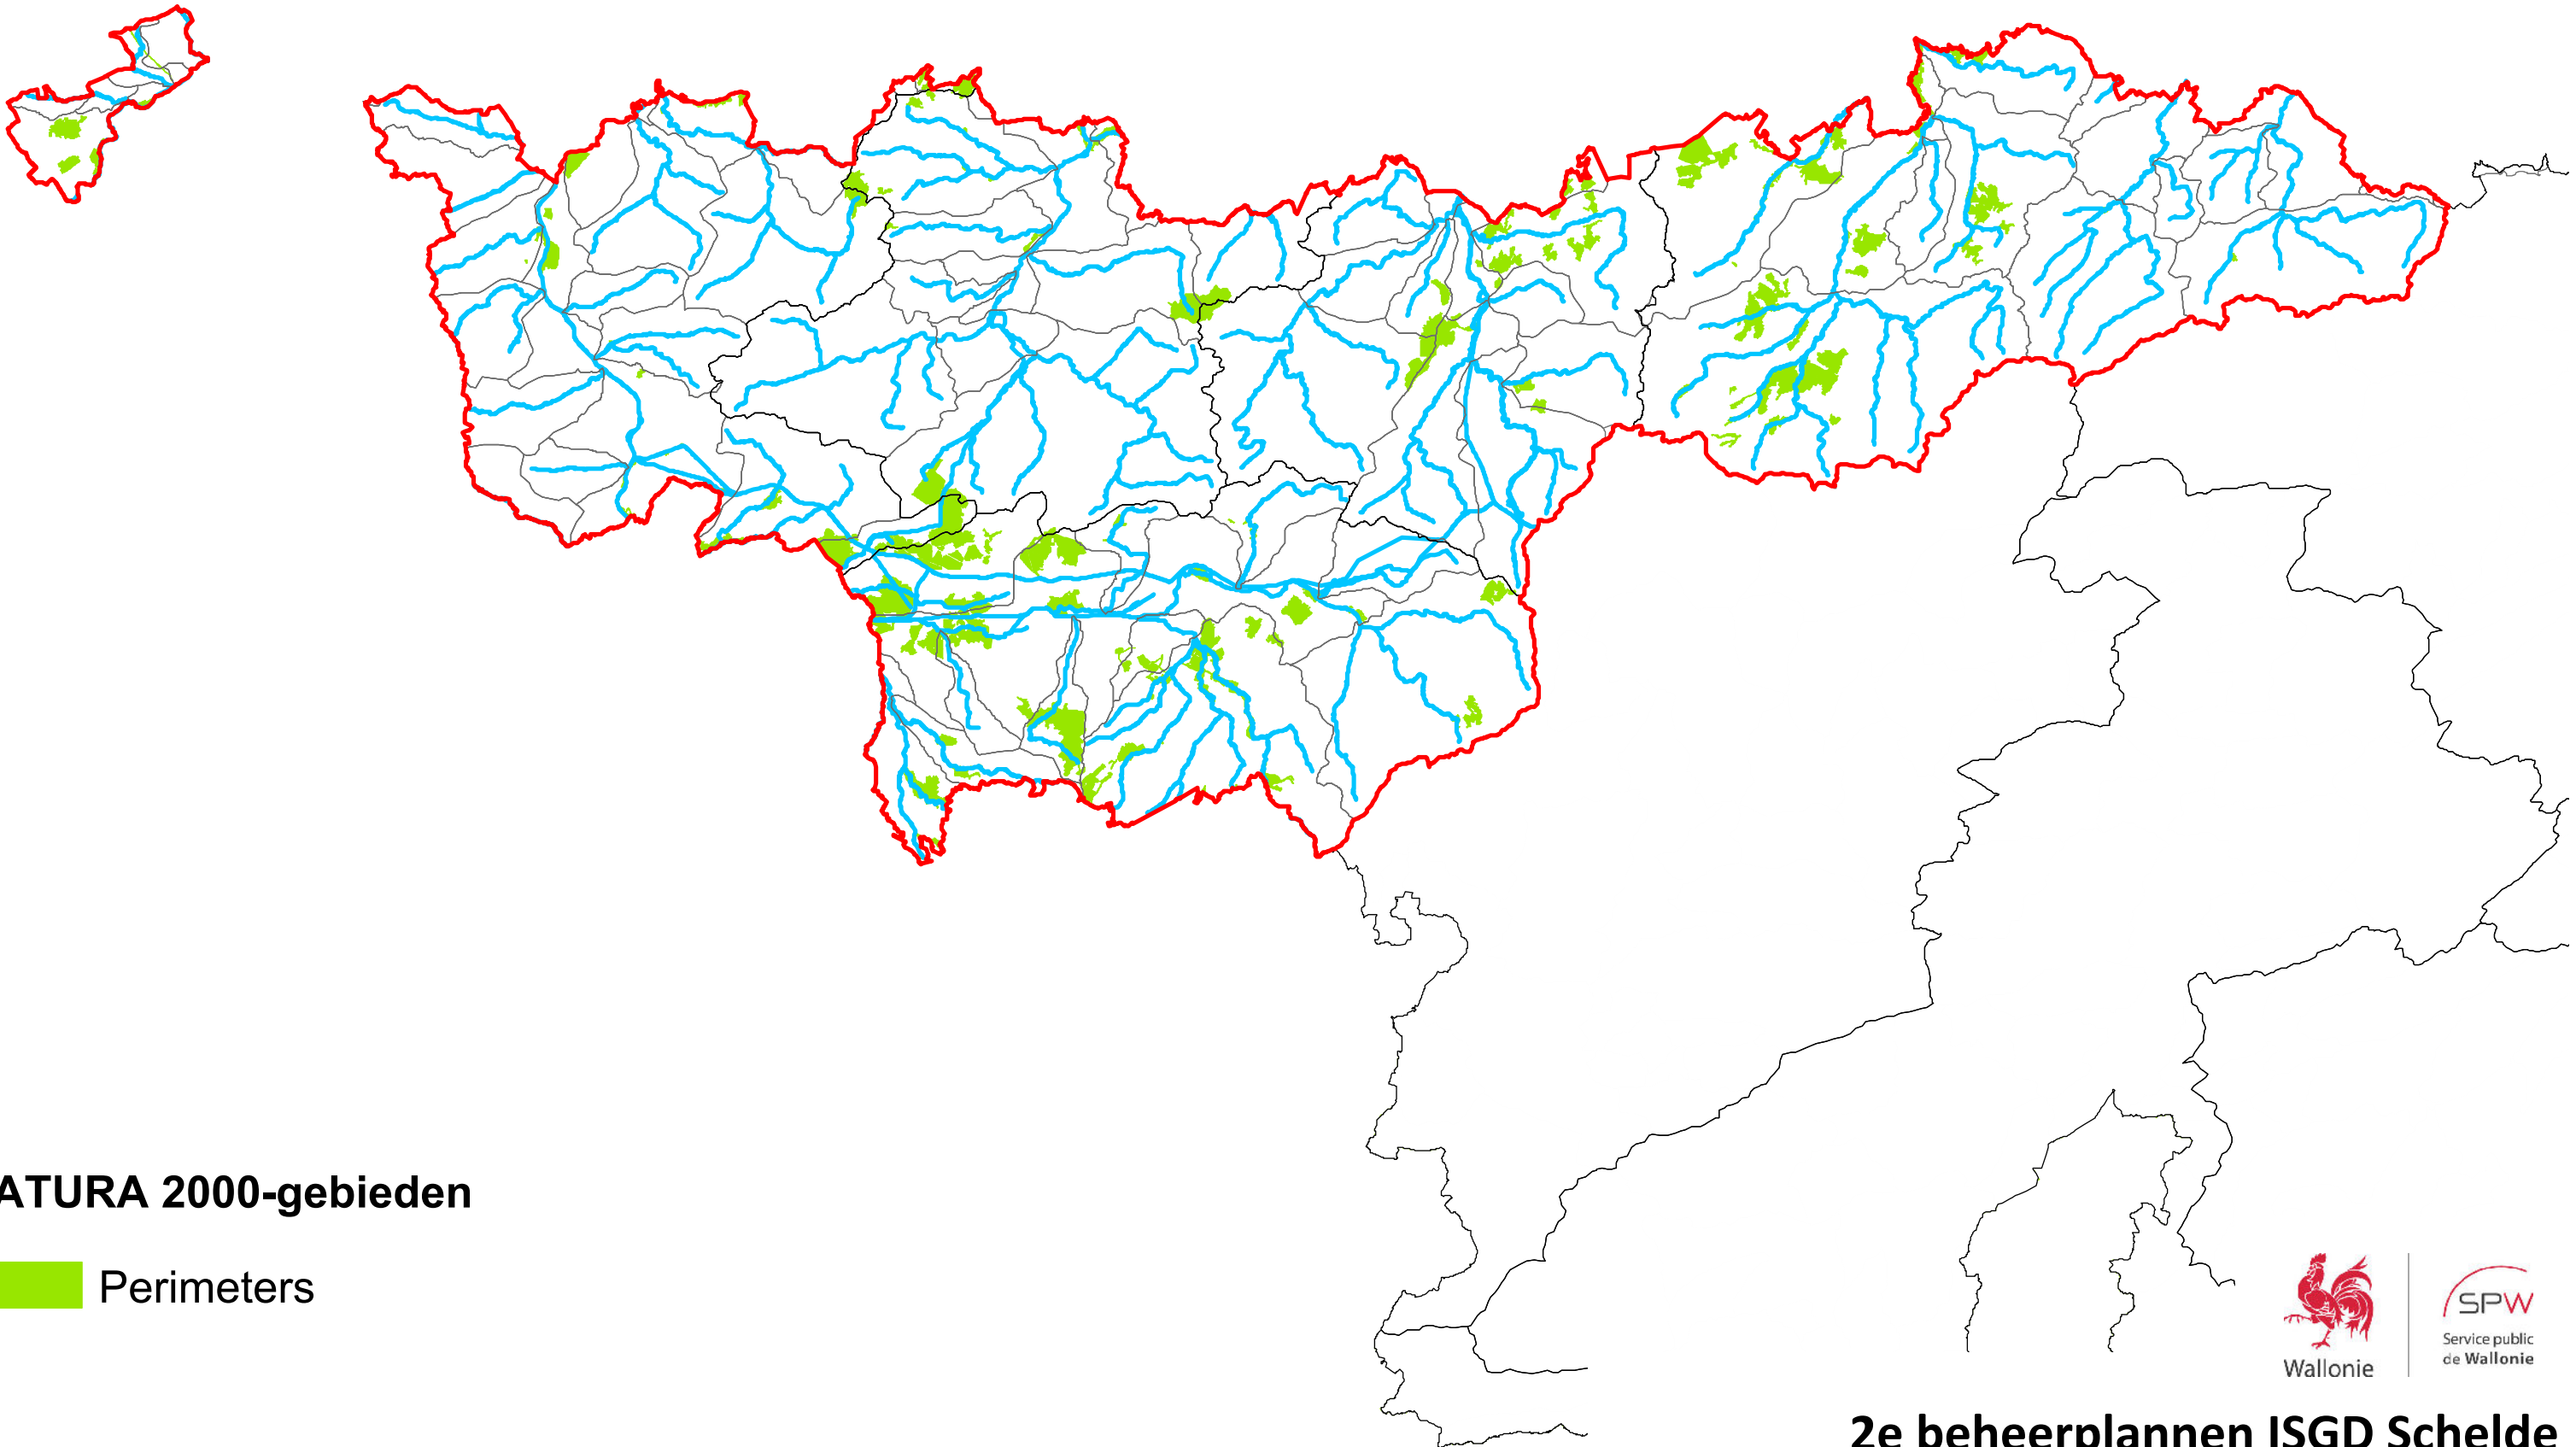 ATURA 2000-gebieden
Perimeters
Wallonie
SPW
Service public
de Wallonie
2e beheerplannen ISGD Schelde